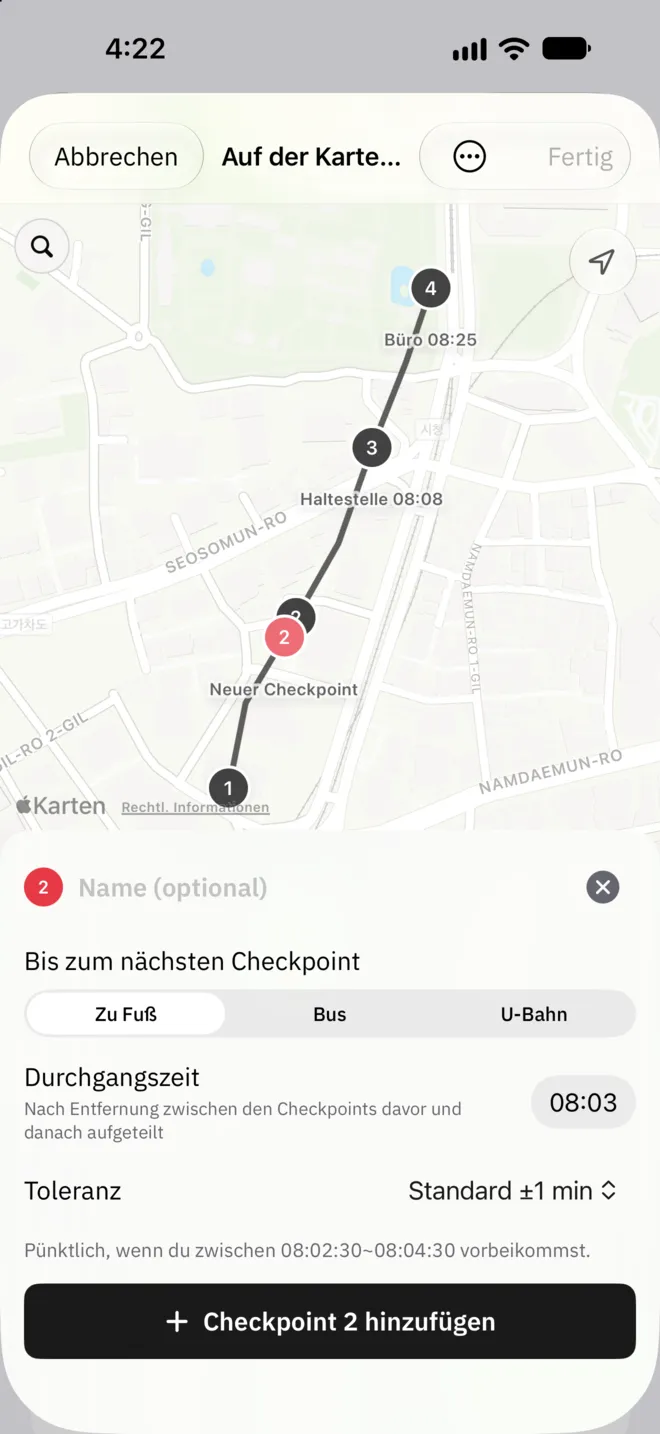 4:22
Abbrechen
Auf der Karte...
Fertig
4
Büro 08:25
시청
3
Haltestelle 08:08
SEOSOMUN-RO
NAMDAEMUN-RO 1-GIL
고가차도
2
Neuer Checkpoint
GIL-RO 2-GIL
NAMDAEMUN-RO
1
Karten
Rechtl. Informationen
2
Name (optional)
Bis zum nächsten Checkpoint
Zu Fuß
Bus
U-Bahn
Durchgangszeit
Nach Entfernung zwischen den Checkpoints davor und
danach aufgeteilt
08:03
Toleranz
Standard ±1 min
Pünktlich, wenn du zwischen 08:02:30~08:04:30 vorbeikommst.
+ Checkpoint 2 hinzufügen